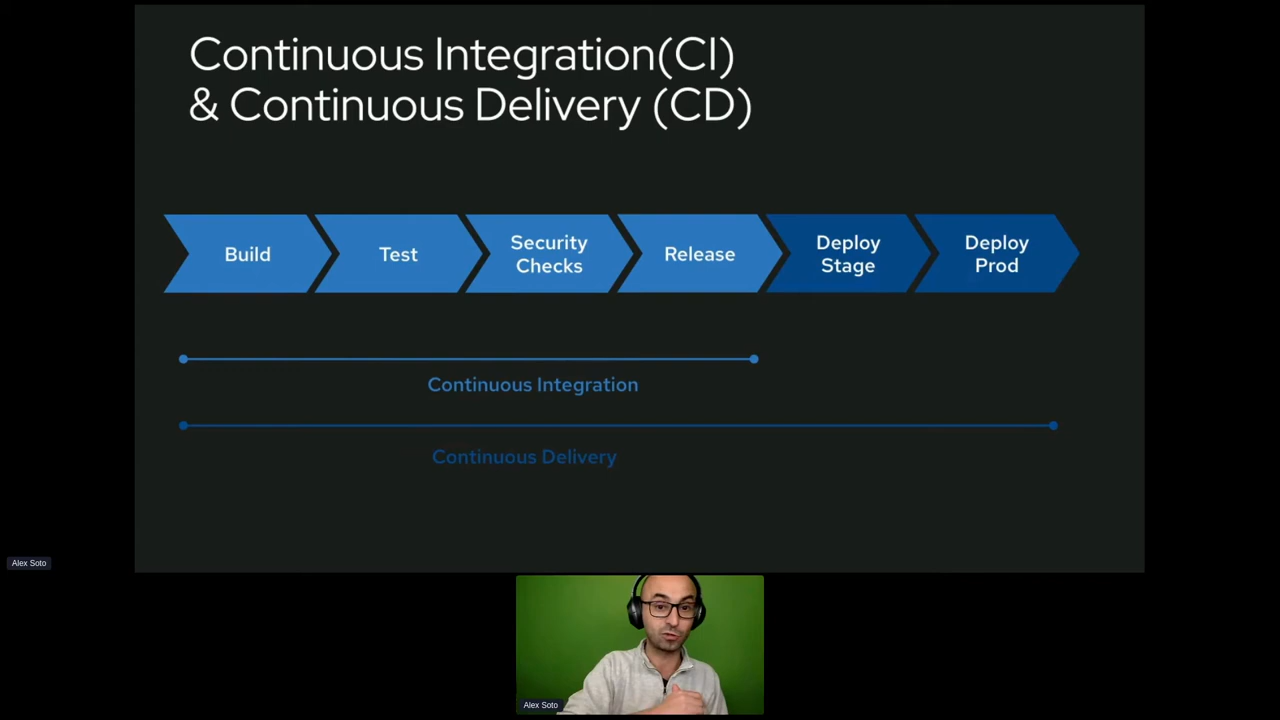 Continuous Integration(CI)
& Continuous Delivery (CD)
Build
Test
Security
Checks
Release
Deploy
Stage
Deploy
Prod
Continuous Integration
Continuous Delivery
Alex Soto
Alex Soto